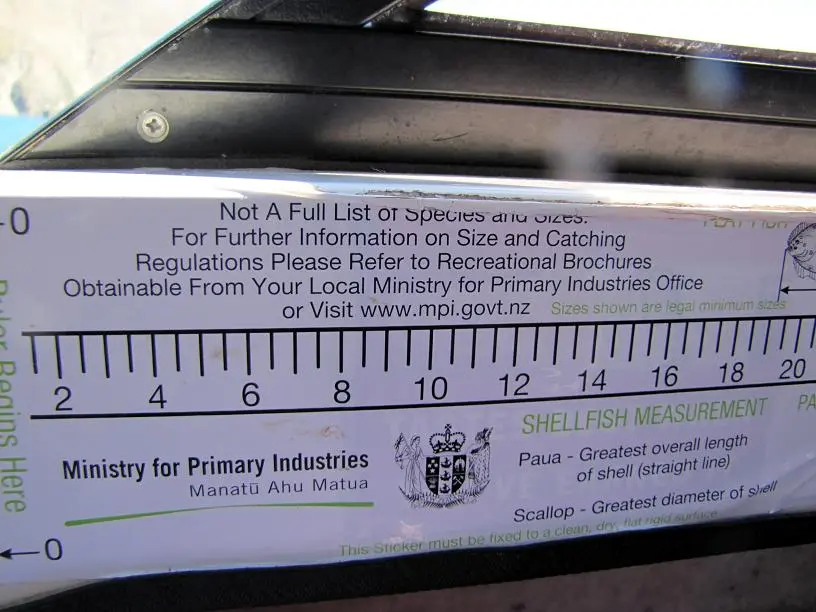 0
Not A Full List of Species and Sizes.
For Further Information on Size and Catching
Regulations Please Refer to Recreational Brochures
Obtainable From Your Local Ministry for Primary Industries Office
or Visit www.mpi.govt.nz
Sizes shown are legal minimum sizes
2 4 6 8 10 12 14 16 18 20
Ruler Begins Here
Ministry for Primary Industries
Manatū Ahu Matua
SHELLFISH MEASUREMENT
PA
Paua - Greatest overall length
of shell (straight line)
Scallop - Greatest diameter of shell
This Sticker must be fixed to a clean, dry, flat rigid surface
0